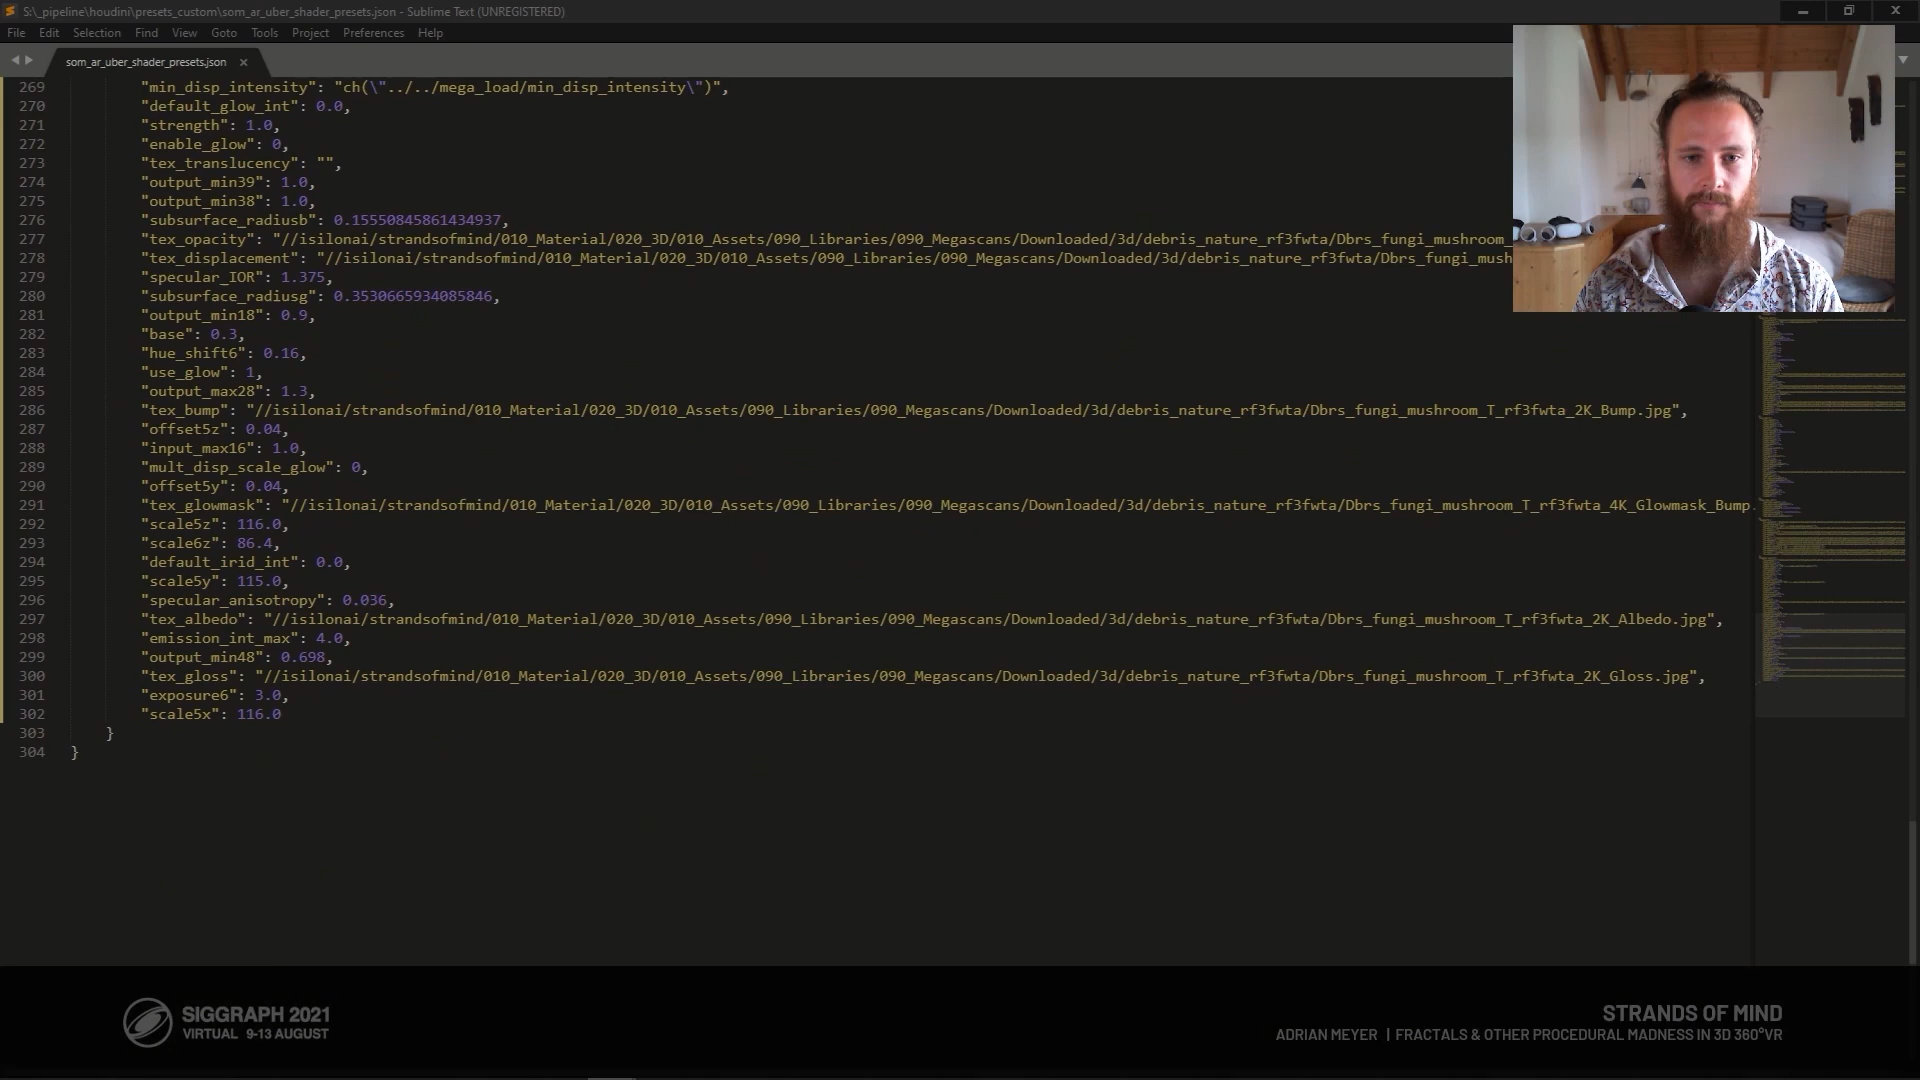 S:\_pipeline\houdini\presets_custom\som_ar_uber_shader_presets.json - Sublime Text (UNREGISTERED)
File Edit Selection Find View Goto Tools Project Preferences Help
som_ar_uber_shader_presets.json
269 "min_disp_intensity": "ch(\"../../mega_load/min_disp_intensity\")",
270 "default_glow_int": 0.0,
271 "strength": 1.0,
272 "enable_glow": 0,
273 "tex_translucency": "",
274 "output_min39": 1.0,
275 "output_min38": 1.0,
276 "subsurface_radiusb": 0.15550845861434937,
277 "tex_opacity": "//isilonai/strandsofmind/010_Material/020_3D/010_Assets/090_Libraries/090_Megascans/Downloaded/3d/debris_nature_rf3fwta/Dbrs_fungi_mushroom_
278 "tex_displacement": "//isilonai/strandsofmind/010_Material/020_3D/010_Assets/090_Libraries/090_Megascans/Downloaded/3d/debris_nature_rf3fwta/Dbrs_fungi_mush
279 "specular_IOR": 1.375,
280 "subsurface_radiusg": 0.3530665934085846,
281 "output_min18": 0.9,
282 "base": 0.3,
283 "hue_shift6": 0.16,
284 "use_glow": 1,
285 "output_max28": 1.3,
286 "tex_bump": "//isilonai/strandsofmind/010_Material/020_3D/010_Assets/090_Libraries/090_Megascans/Downloaded/3d/debris_nature_rf3fwta/Dbrs_fungi_mushroom_T_rf3fwta_2K_Bump.jpg",
287 "offset5z": 0.04,
288 "input_max16": 1.0,
289 "mult_disp_scale_glow": 0,
290 "offset5y": 0.04,
291 "tex_glowmask": "//isilonai/strandsofmind/010_Material/020_3D/010_Assets/090_Libraries/090_Megascans/Downloaded/3d/debris_nature_rf3fwta/Dbrs_fungi_mushroom_T_rf3fwta_4K_Glowmask_Bump.
292 "scale5z": 116.0,
293 "scale6z": 86.4,
294 "default_irid_int": 0.0,
295 "scale5y": 115.0,
296 "specular_anisotropy": 0.036,
297 "tex_albedo": "//isilonai/strandsofmind/010_Material/020_3D/010_Assets/090_Libraries/090_Megascans/Downloaded/3d/debris_nature_rf3fwta/Dbrs_fungi_mushroom_T_rf3fwta_2K_Albedo.jpg",
298 "emission_int_max": 4.0,
299 "output_min48": 0.698,
300 "tex_gloss": "//isilonai/strandsofmind/010_Material/020_3D/010_Assets/090_Libraries/090_Megascans/Downloaded/3d/debris_nature_rf3fwta/Dbrs_fungi_mushroom_T_rf3fwta_2K_Gloss.jpg",
301 "exposure6": 3.0,
302 "scale5x": 116.0
303 }
304 }
SIGGRAPH 2021
VIRTUAL 9-13 AUGUST
STRANDS OF MIND
ADRIAN MEYER | FRACTALS & OTHER PROCEDURAL MADNESS IN 3D 360°VR